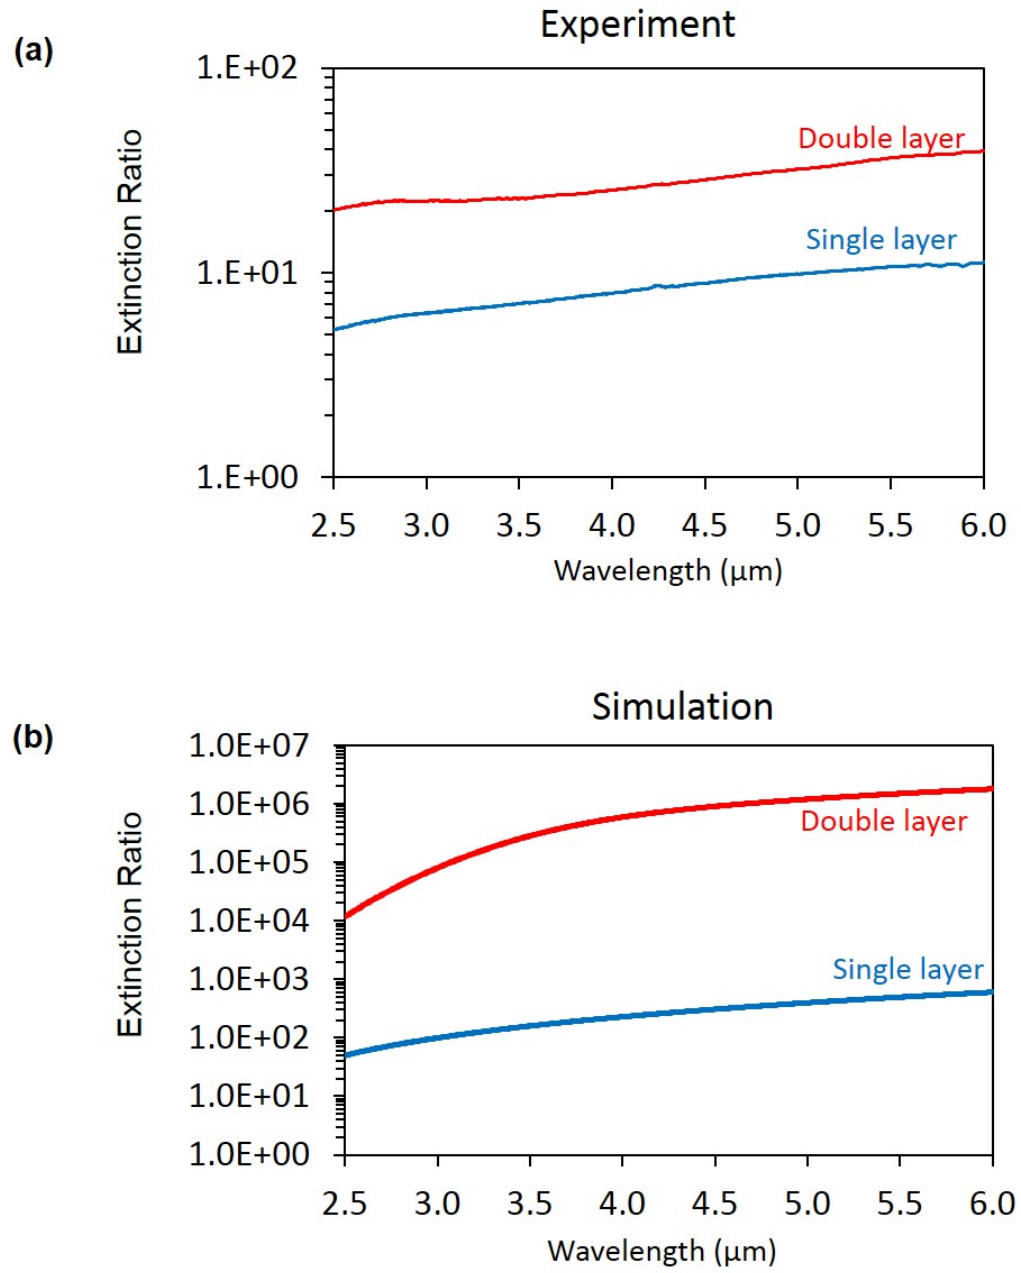 (a)
Experiment
1.E+02
1.E+01
1.E+00
Extinction Ratio
Double layer
Single layer
2.5 3.0 3.5 4.0 4.5 5.0 5.5 6.0
Wavelength (µm)
(b)
Simulation
1.0E+07
1.0E+06
1.0E+05
1.0E+04
1.0E+03
1.0E+02
1.0E+01
1.0E+00
Extinction Ratio
Double layer
Single layer
2.5 3.0 3.5 4.0 4.5 5.0 5.5 6.0
Wavelength (µm)